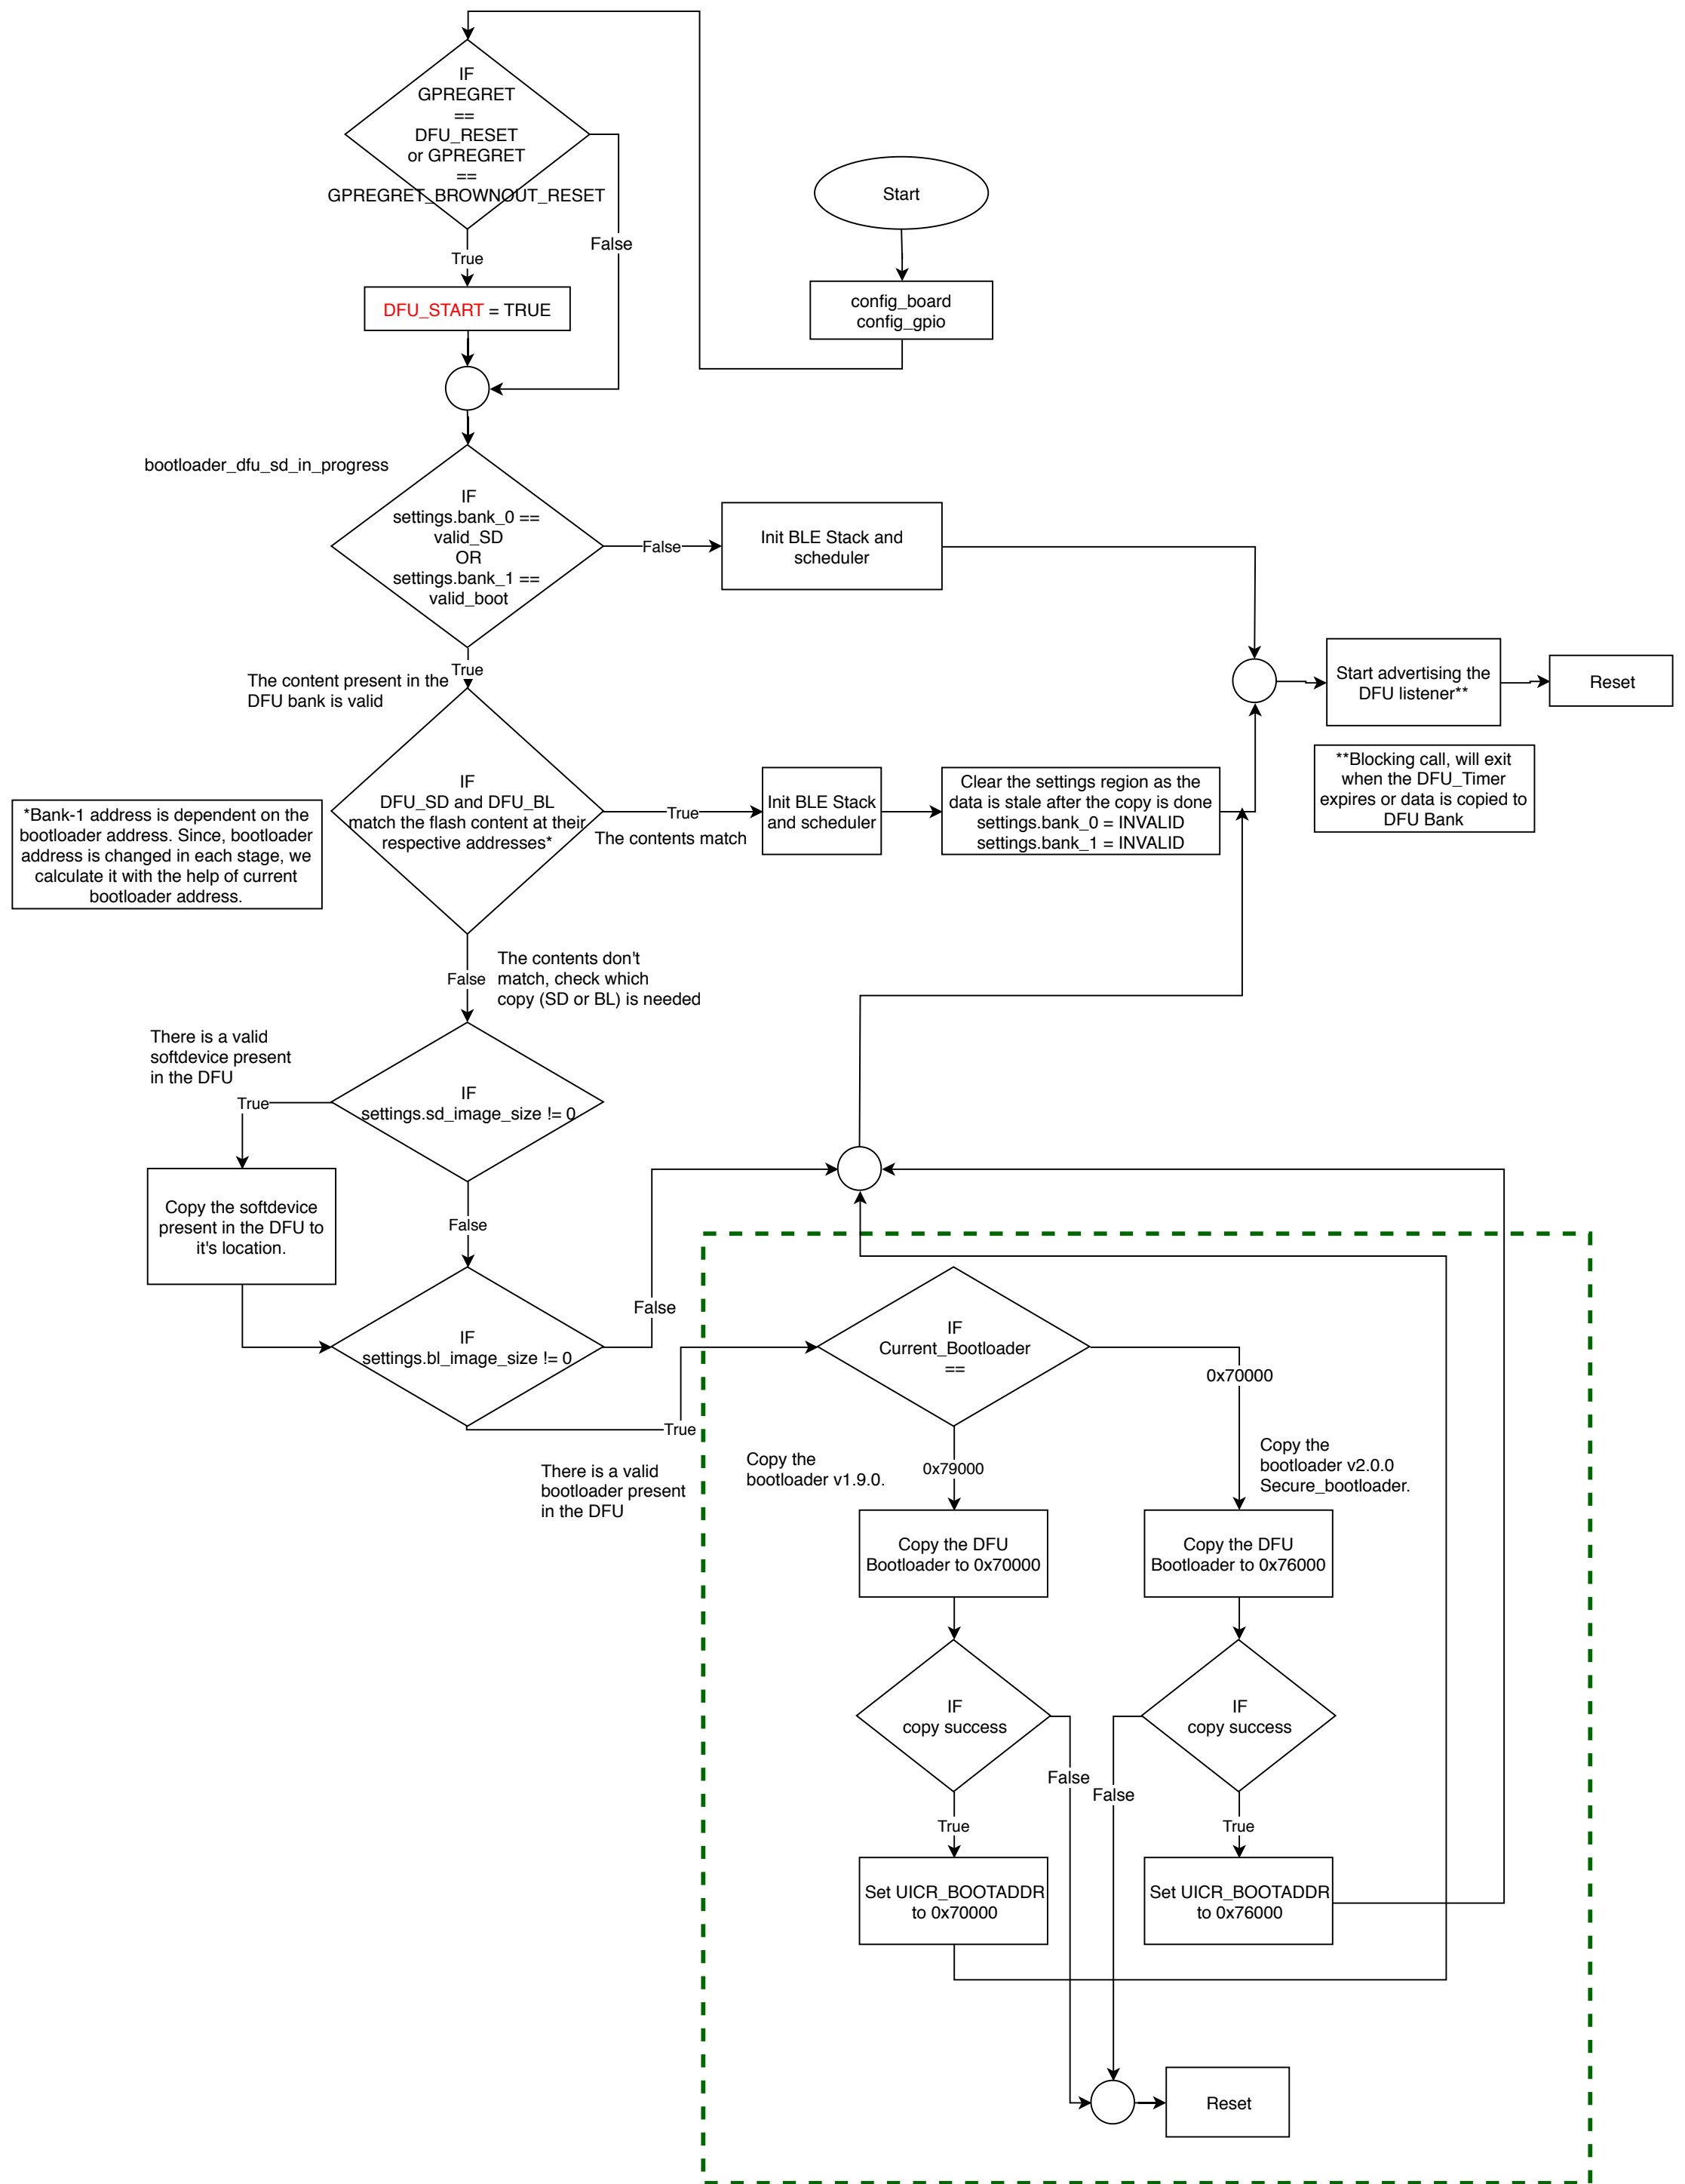 IF
GPREGRET
==
DFU_RESET
or GPREGRET
==
GPREGRET_BROWNOUT_RESET
Start
False
True
config_board
config_gpio
DFU_START = TRUE
bootloader_dfu_sd_in_progress
IF
settings.bank_0 ==
valid_SD
OR
settings.bank_1 ==
valid_boot
False
Init BLE Stack and
scheduler
True
The content present in the
DFU bank is valid
Start advertising the
DFU listener**
Reset
**Blocking call, will exit
when the DFU_Timer
expires or data is copied to
DFU Bank
*Bank-1 address is dependent on the
bootloader address. Since, bootloader
address is changed in each stage, we
calculate it with the help of current
bootloader address.
IF
DFU_SD and DFU_BL
match the flash content at their
respective addresses*
True
The contents match
Init BLE Stack
and scheduler
Clear the settings region as the
data is stale after the copy is done
settings.bank_0 = INVALID
settings.bank_1 = INVALID
False
The contents don't
match, check which
copy (SD or BL) is needed
There is a valid
softdevice present
in the DFU
True
IF
settings.sd_image_size != 0
Copy the softdevice
present in the DFU to
it's location.
False
IF
settings.bl_image_size != 0
False
True
There is a valid
bootloader present
in the DFU
IF
Current_Bootloader
==
0x70000
Copy the
bootloader v1.9.0.
0x79000
Copy the
bootloader v2.0.0
Secure_bootloader.
Copy the DFU
Bootloader to 0x70000
Copy the DFU
Bootloader to 0x76000
IF
copy success
IF
copy success
False
False
True
True
Set UICR_BOOTADDR
to 0x70000
Set UICR_BOOTADDR
to 0x76000
Reset